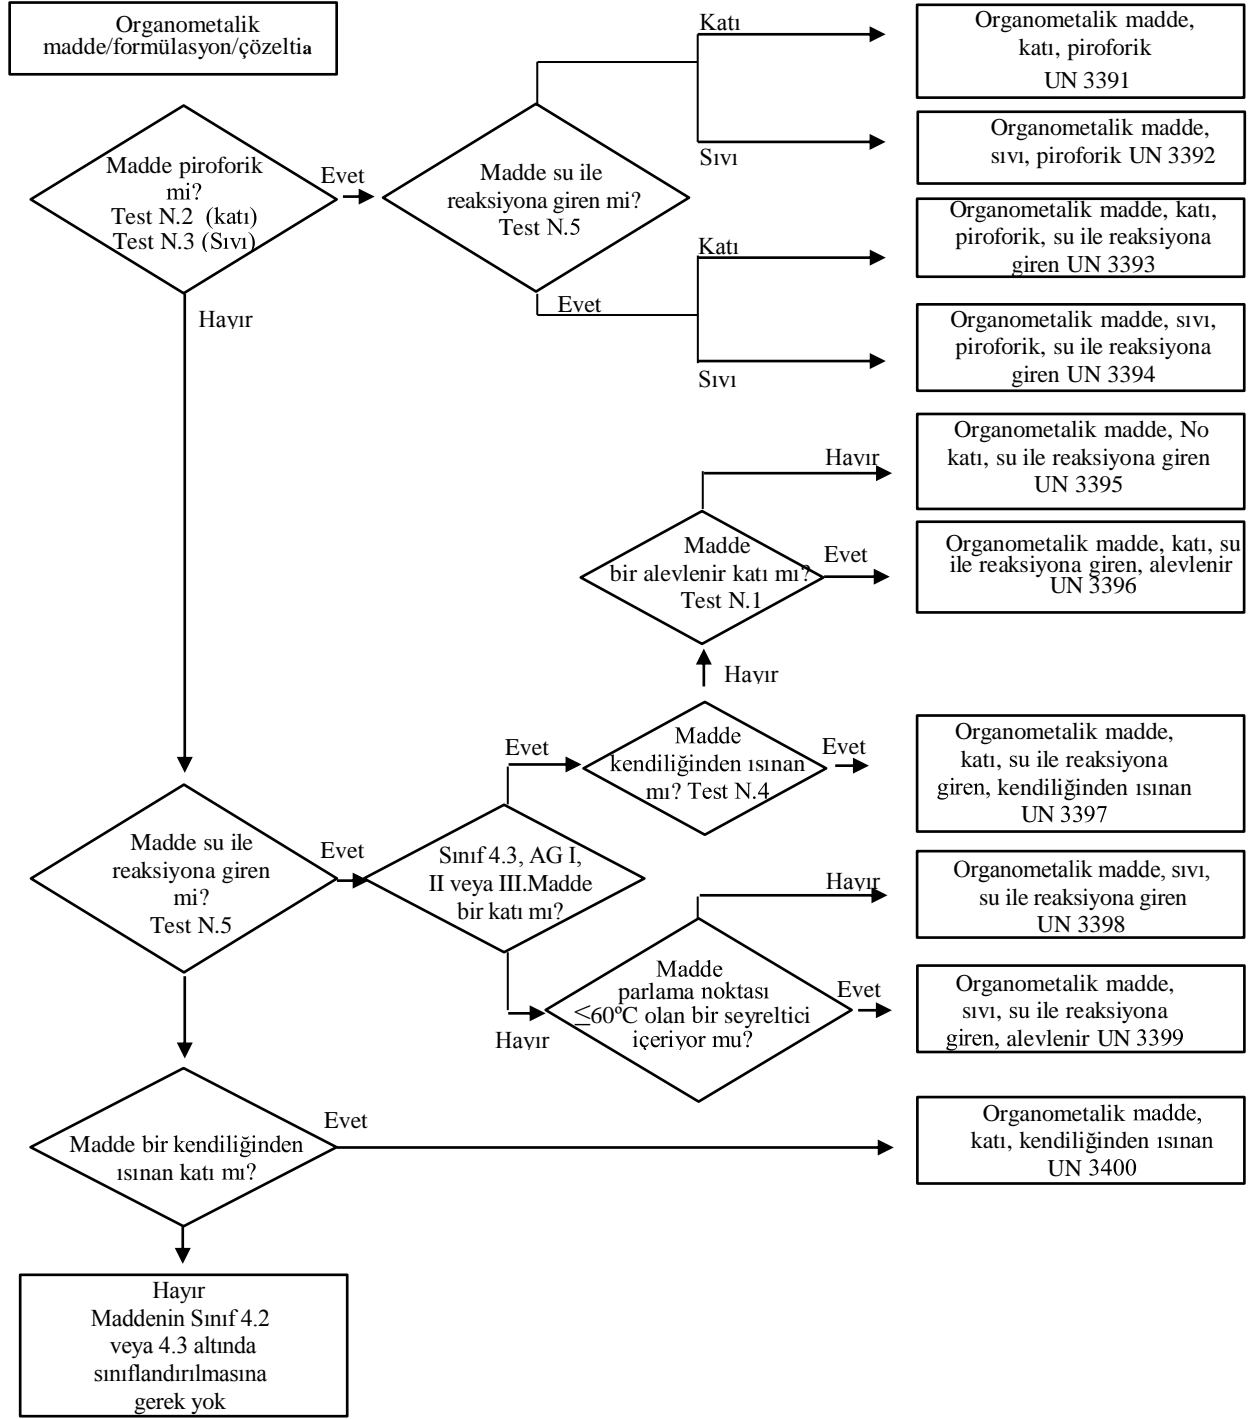 Organometalik
madde/formülasyon/çözeltia
Madde piroforik
mi?
Test N.2 (katı)
Test N.3 (Sıvı)
Evet
Hayır
Madde su ile
reaksiyona giren mi?
Test N.5
Evet
Katı
Sıvı
Katı
Sıvı
Organometalik madde,
katı, piroforik
UN 3391
Organometalik madde,
sıvı, piroforik UN 3392
Organometalik madde, katı,
piroforik, su ile reaksiyona
giren UN 3393
Organometalik madde, sıvı,
piroforik, su ile reaksiyona
giren UN 3394
Hayır
Organometalik madde, No
katı, su ile reaksiyona giren
UN 3395
Madde
bir alevlenir katı mı?
Test N.1
Evet
Organometalik madde, katı, su
ile reaksiyona giren, alevlenir
UN 3396
Hayır
Evet
Madde
kendiliğinden ısınan
mı? Test N.4
Evet
Organometalik madde,
katı, su ile reaksiyona
giren, kendiliğinden ısınan
UN 3397
Madde su ile
reaksiyona giren
mi?
Test N.5
Evet
Sınıf 4.3, AG I,
II veya III.Madde
bir katı mı?
Hayır
Hayır
Organometalik madde, sıvı,
su ile reaksiyona giren
UN 3398
Madde
parlama noktası
≤60ºC olan bir seyreltici
içeriyor mu?
Evet
Organometalik madde,
sıvı, su ile reaksiyona
giren, alevlenir UN 3399
Madde bir kendiliğinden
ısınan katı mı?
Evet
Organometalik madde,
katı, kendiliğinden ısınan
UN 3400
Hayır
Maddenin Sınıf 4.2
veya 4.3 altında
sınıflandırılmasına
gerek yok